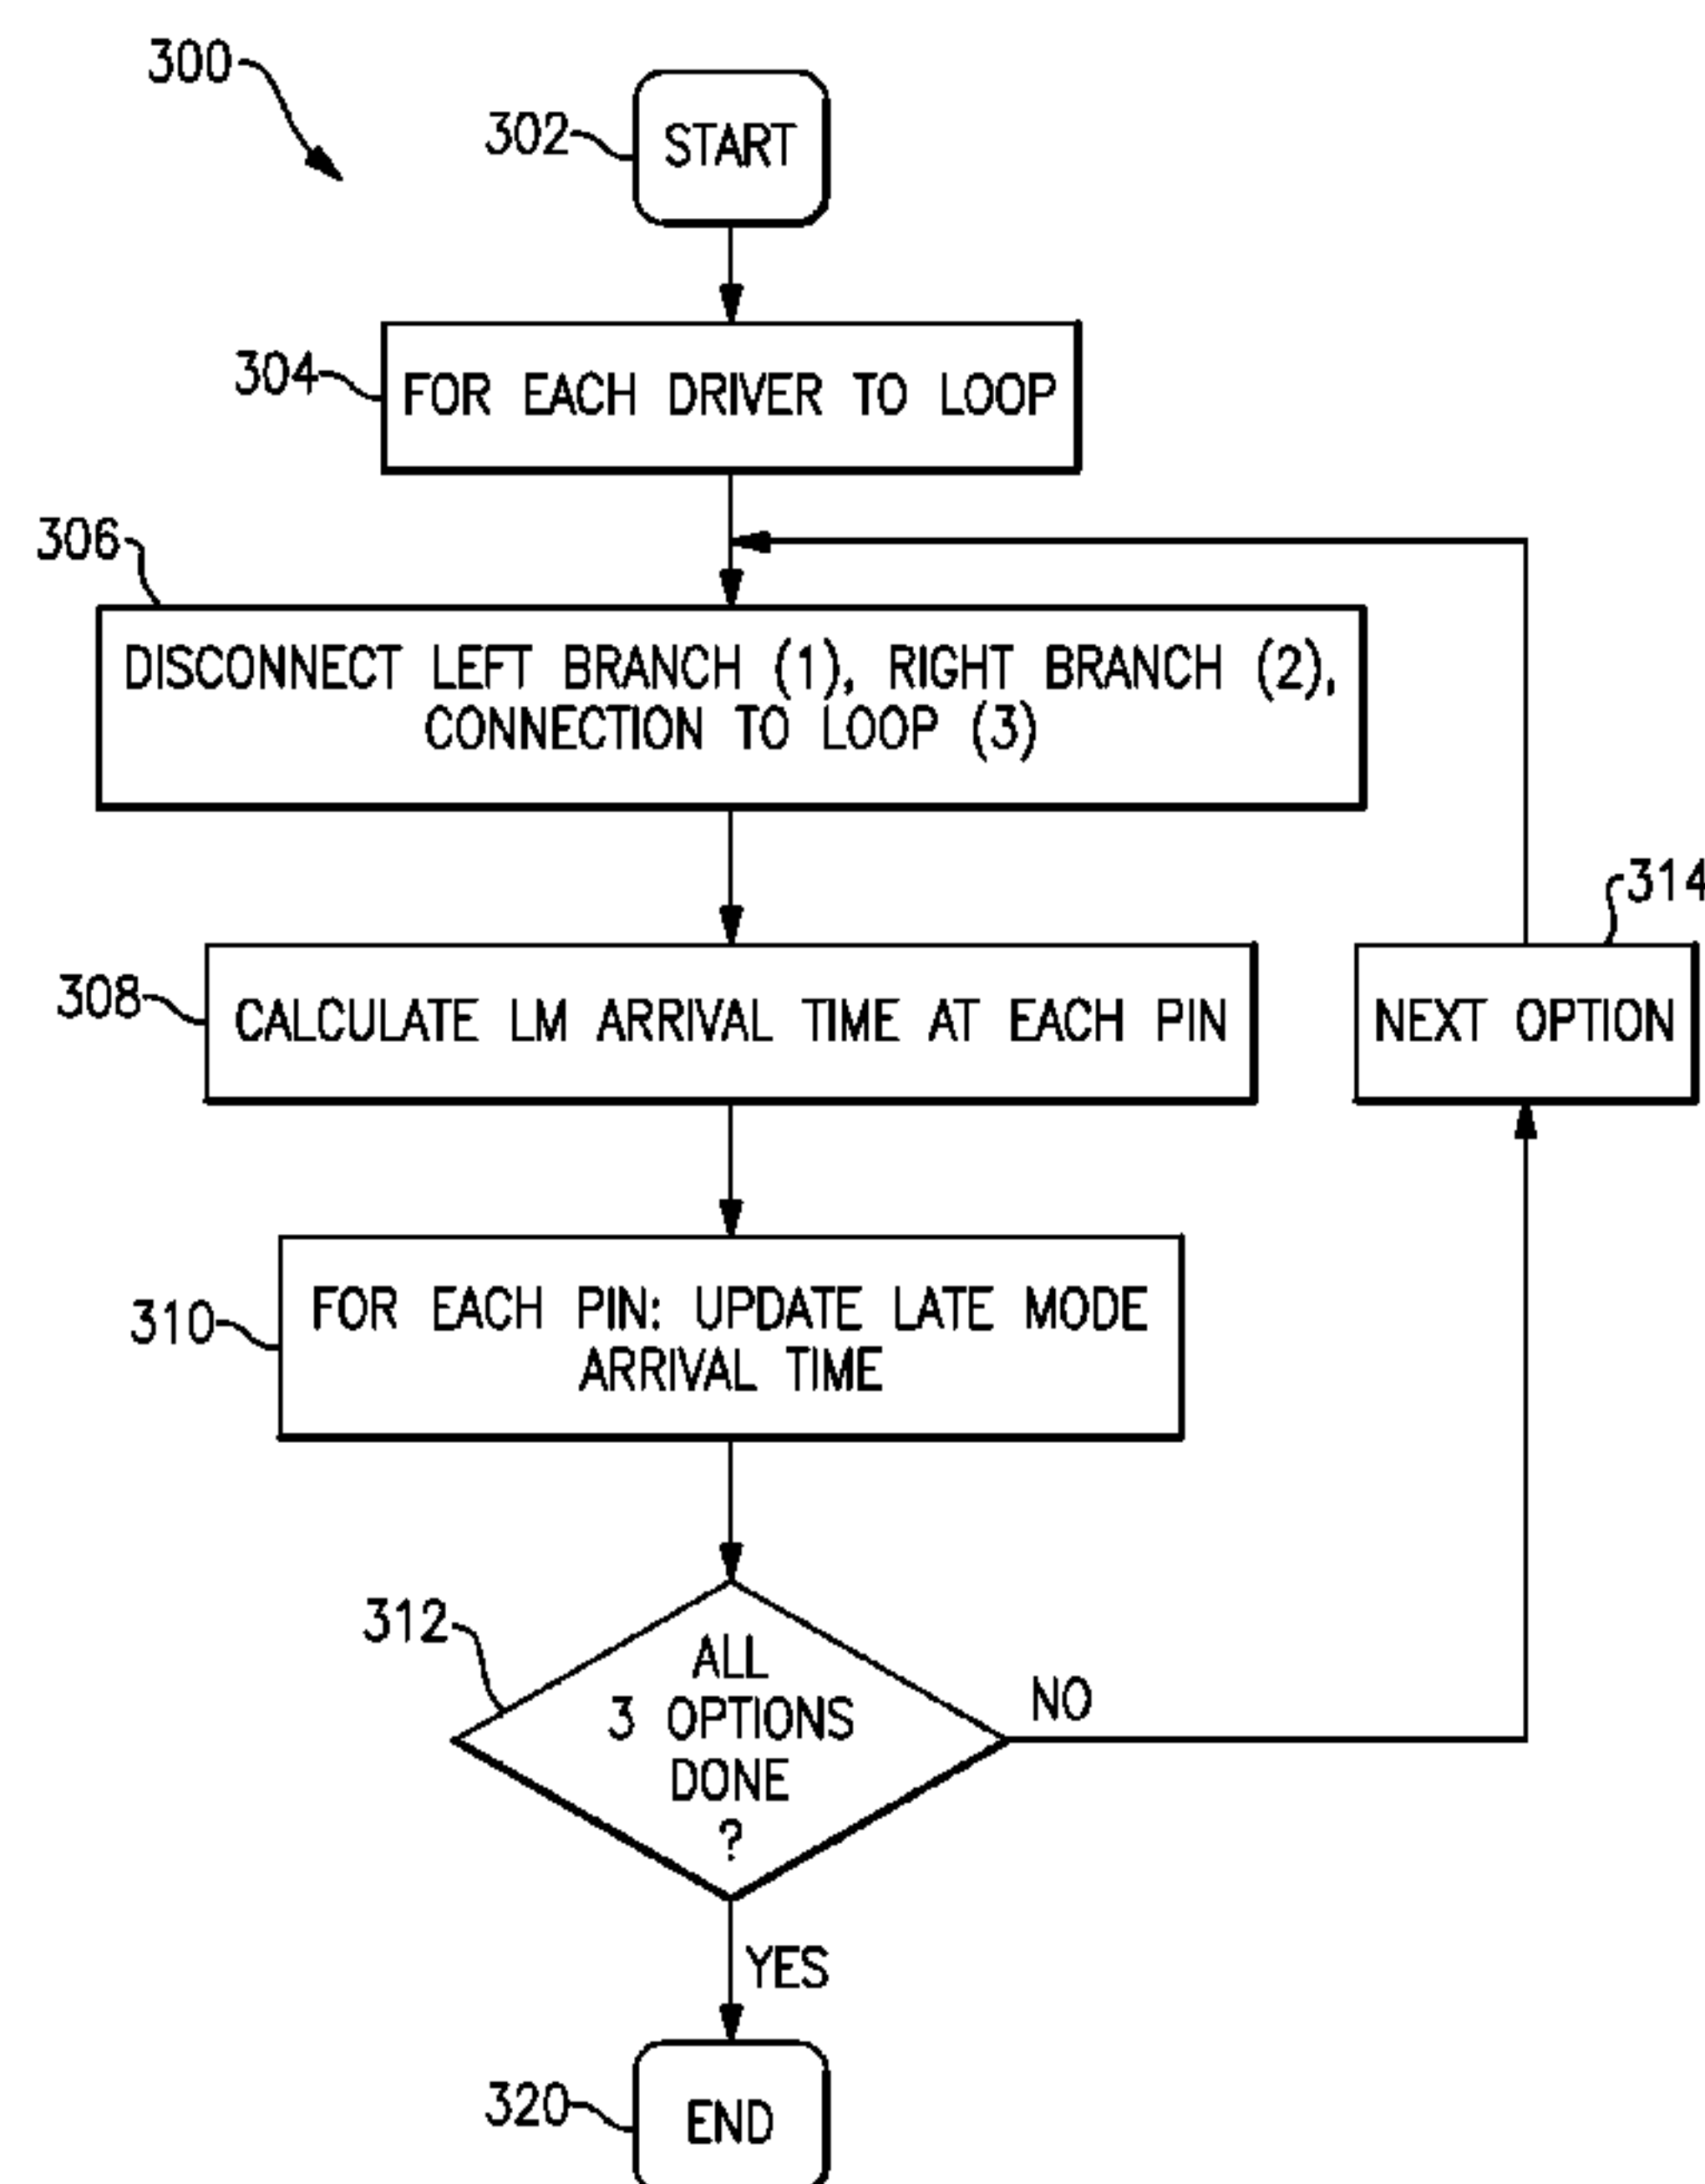 300
302
START
304
FOR EACH DRIVER TO LOOP
306
DISCONNECT LEFT BRANCH (1), RIGHT BRANCH (2),
CONNECTION TO LOOP (3)
308
CALCULATE LM ARRIVAL TIME AT EACH PIN
314
NEXT OPTION
310
FOR EACH PIN: UPDATE LATE MODE
ARRIVAL TIME
312
ALL
3 OPTIONS
DONE
?
NO
YES
320
END